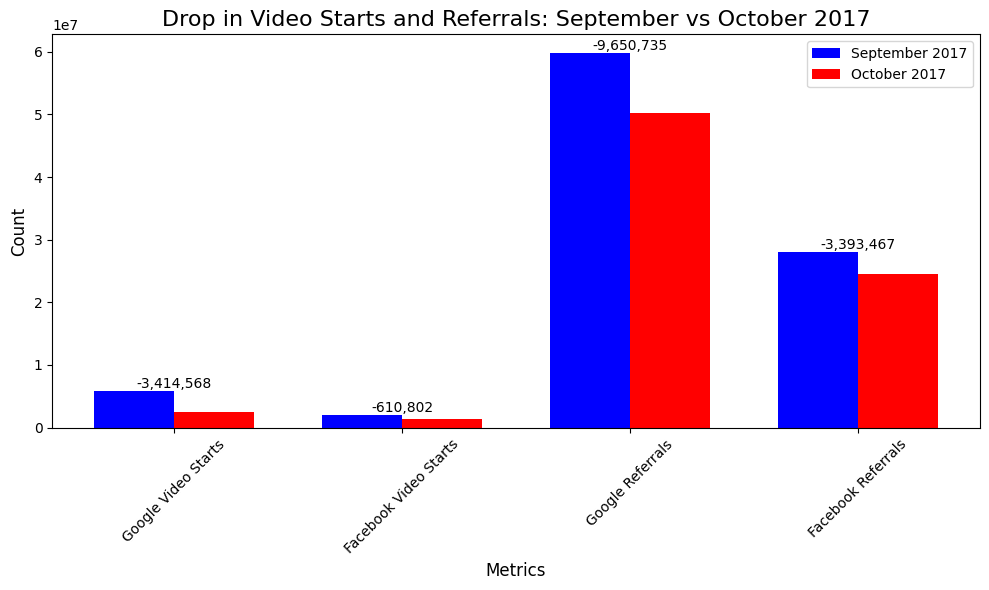 Drop in Video Starts and Referrals: September vs October 2017
1e7
6
5
4
3
2
1
0
Count
-3,414,568
-610,802
-9,650,735
-3,393,467
September 2017
October 2017
Google Video Starts
Facebook Video Starts
Google Referrals
Facebook Referrals
Metrics